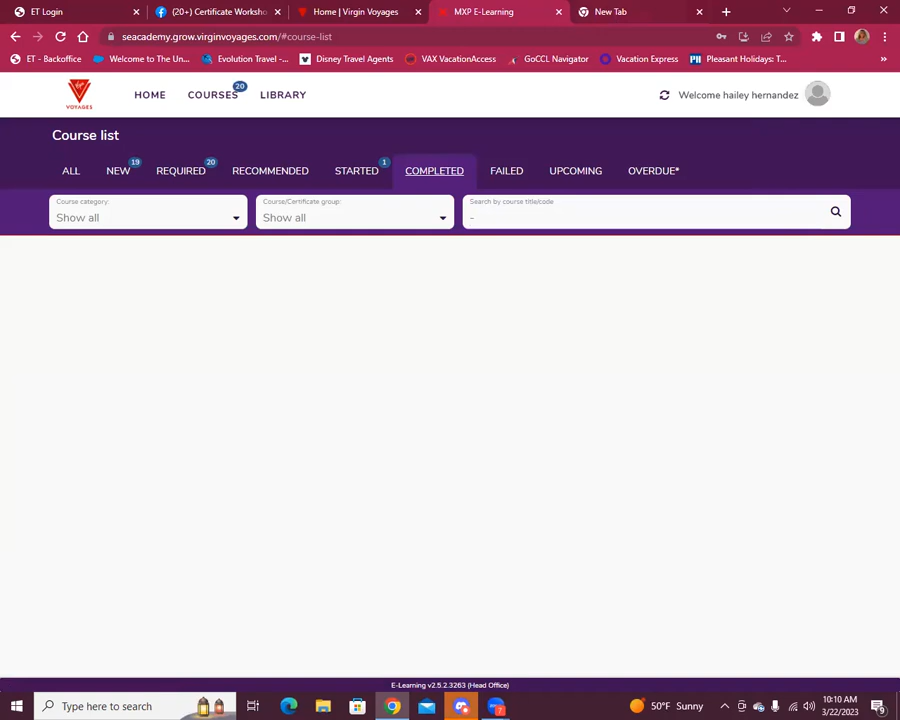 ET Login
(20+) Certificate Worksho
Home | Virgin Voyages
MXP E-Learning
New Tab
seacademy.grow.virginvoyages.com/#course-list
ET - Backoffice
Welcome to The Un...
Evolution Travel -...
Disney Travel Agents
VAX VacationAccess
GoCCL Navigator
Vacation Express
Pleasant Holidays: T...
»
VOYAGES
HOME
COURSES
20
LIBRARY
Welcome hailey hernandez
Course list
ALL
NEW
19
REQUIRED
20
RECOMMENDED
STARTED
1
COMPLETED
FAILED
UPCOMING
OVERDUE*
Course category:
Show all
Course/Certificate group:
Show all
Search by course title/code
-
E-Learning v2.5.2.3263 (Head Office)
Type here to search
50°F Sunny
10:10 AM
3/22/2023